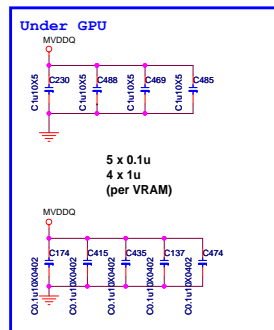 Under GPU
MVDDQ
C230 C488 C469 C485
C1u10X5 C1u10X5 C1u10X5 C1u10X5
5 x 0.1u
4 x 1u
(per VRAM)
MVDDQ
C174 C415 C435 C137 C474
C0.1u10X0402 C0.1u10X0402 C0.1u10X0402 C0.1u10X0402 C0.1u10X0402